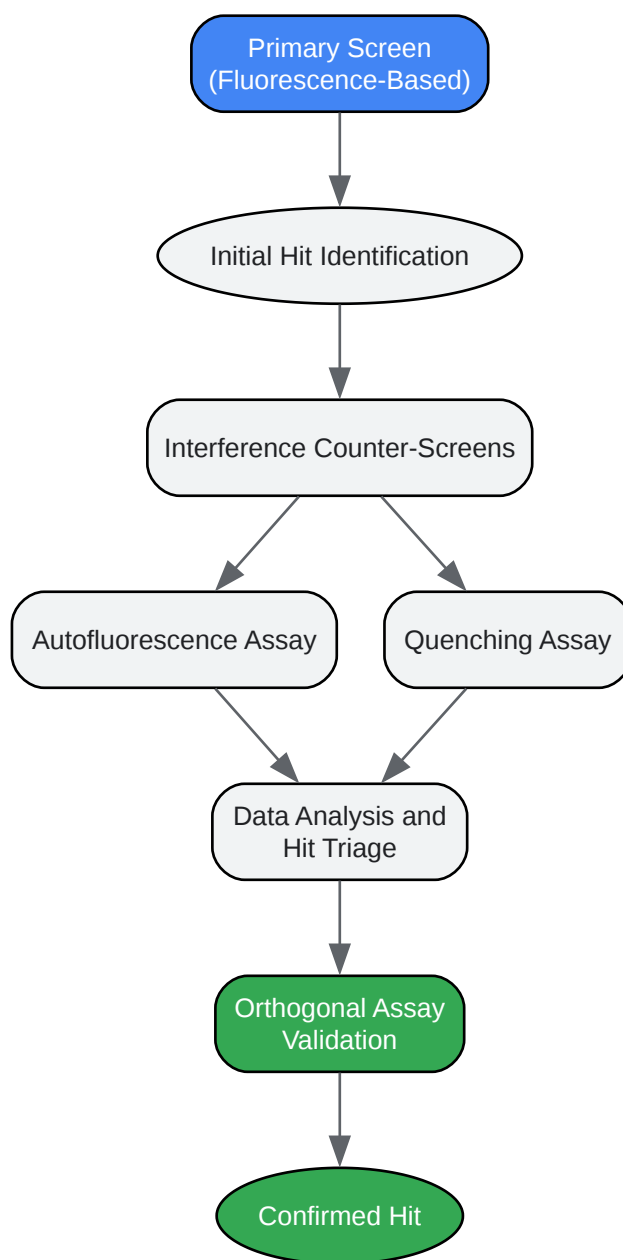 Primary Screen
(Fluorescence-Based)
Initial Hit Identification
Interference Counter-Screens
Autofluorescence Assay
Quenching Assay
Data Analysis and
Hit Triage
Orthogonal Assay
Validation
Confirmed Hit